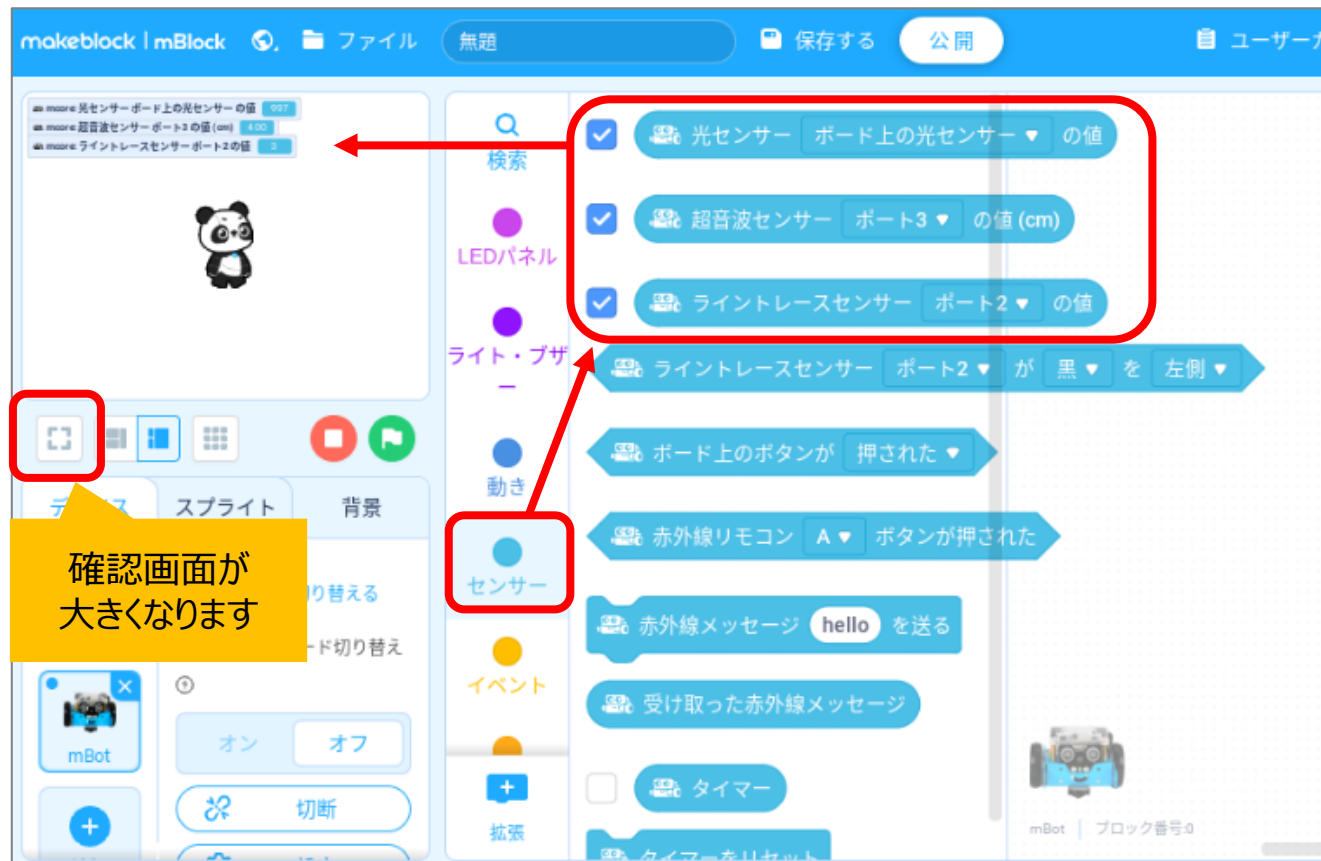 makeblock | mBlock ファイル 無題 保存する 公開 ユーザー
光センサー ボード上の光センサー の値 997
超音波センサー ポート3 の値(cm) 400
ライントレースセンサー ポート2 の値 3
検索
LEDパネル
ライト・ブザー
動き
センサー
イベント
拡張
光センサー ボード上の光センサー の値
超音波センサー ポート3 の値 (cm)
ライントレースセンサー ポート2 の値
ライントレースセンサー ポート2 が 黒 を 左側
ボード上のボタンが 押された
赤外線リモコン A ボタンが押された
赤外線メッセージ hello を送る
受け取った赤外線メッセージ
タイマー
タイマーをリセット
スプライト 背景
確認画面が
大きくなります
り替える
ード切り替え
mBot
オン オフ
切断
mBot ブロック番号:0